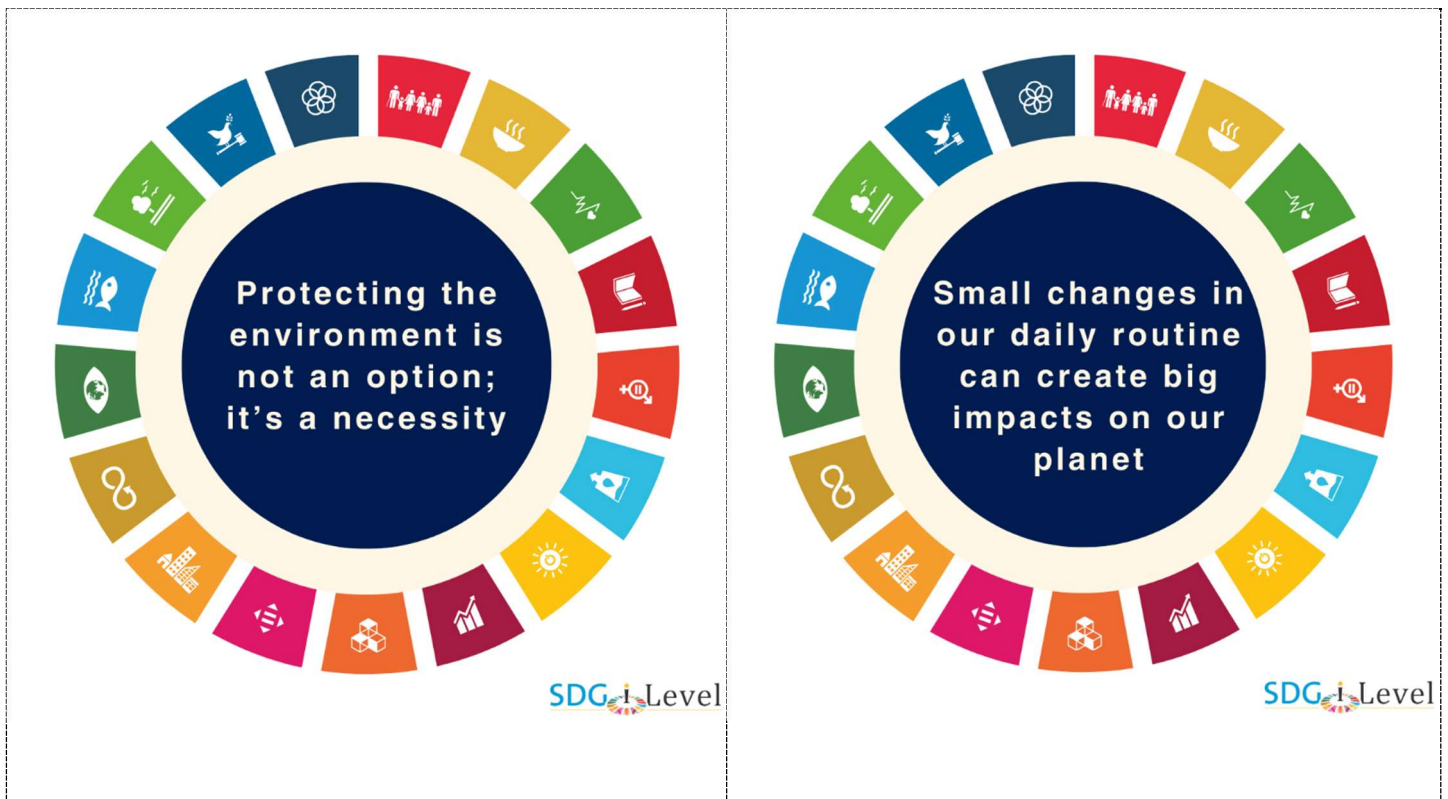 Protecting the
environment is
not an option;
it's a necessity
SDG i Level
Small changes in
our daily routine
can create big
impacts on our
planet
SDG i Level